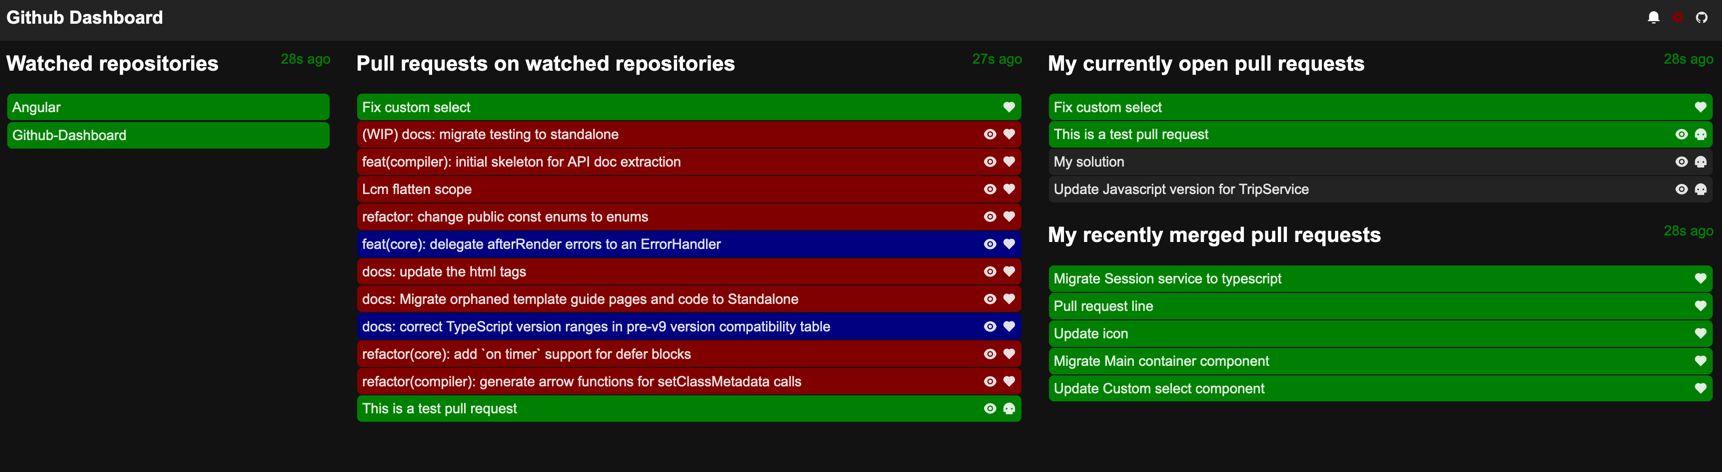 Github Dashboard
Watched repositories
28s ago
Angular
Github-Dashboard
Pull requests on watched repositories
27s ago
Fix custom select
(WIP) docs: migrate testing to standalone
feat(compiler): initial skeleton for API doc extraction
Lcm flatten scope
refactor: change public const enums to enums
feat(core): delegate afterRender errors to an ErrorHandler
docs: update the html tags
docs: Migrate orphaned template guide pages and code to Standalone
docs: correct TypeScript version ranges in pre-v9 version compatibility table
refactor(core): add `on timer` support for defer blocks
refactor(compiler): generate arrow functions for setClassMetadata calls
This is a test pull request
My currently open pull requests
28s ago
Fix custom select
This is a test pull request
My solution
Update Javascript version for TripService
My recently merged pull requests
28s ago
Migrate Session service to typescript
Pull request line
Update icon
Migrate Main container component
Update Custom select component